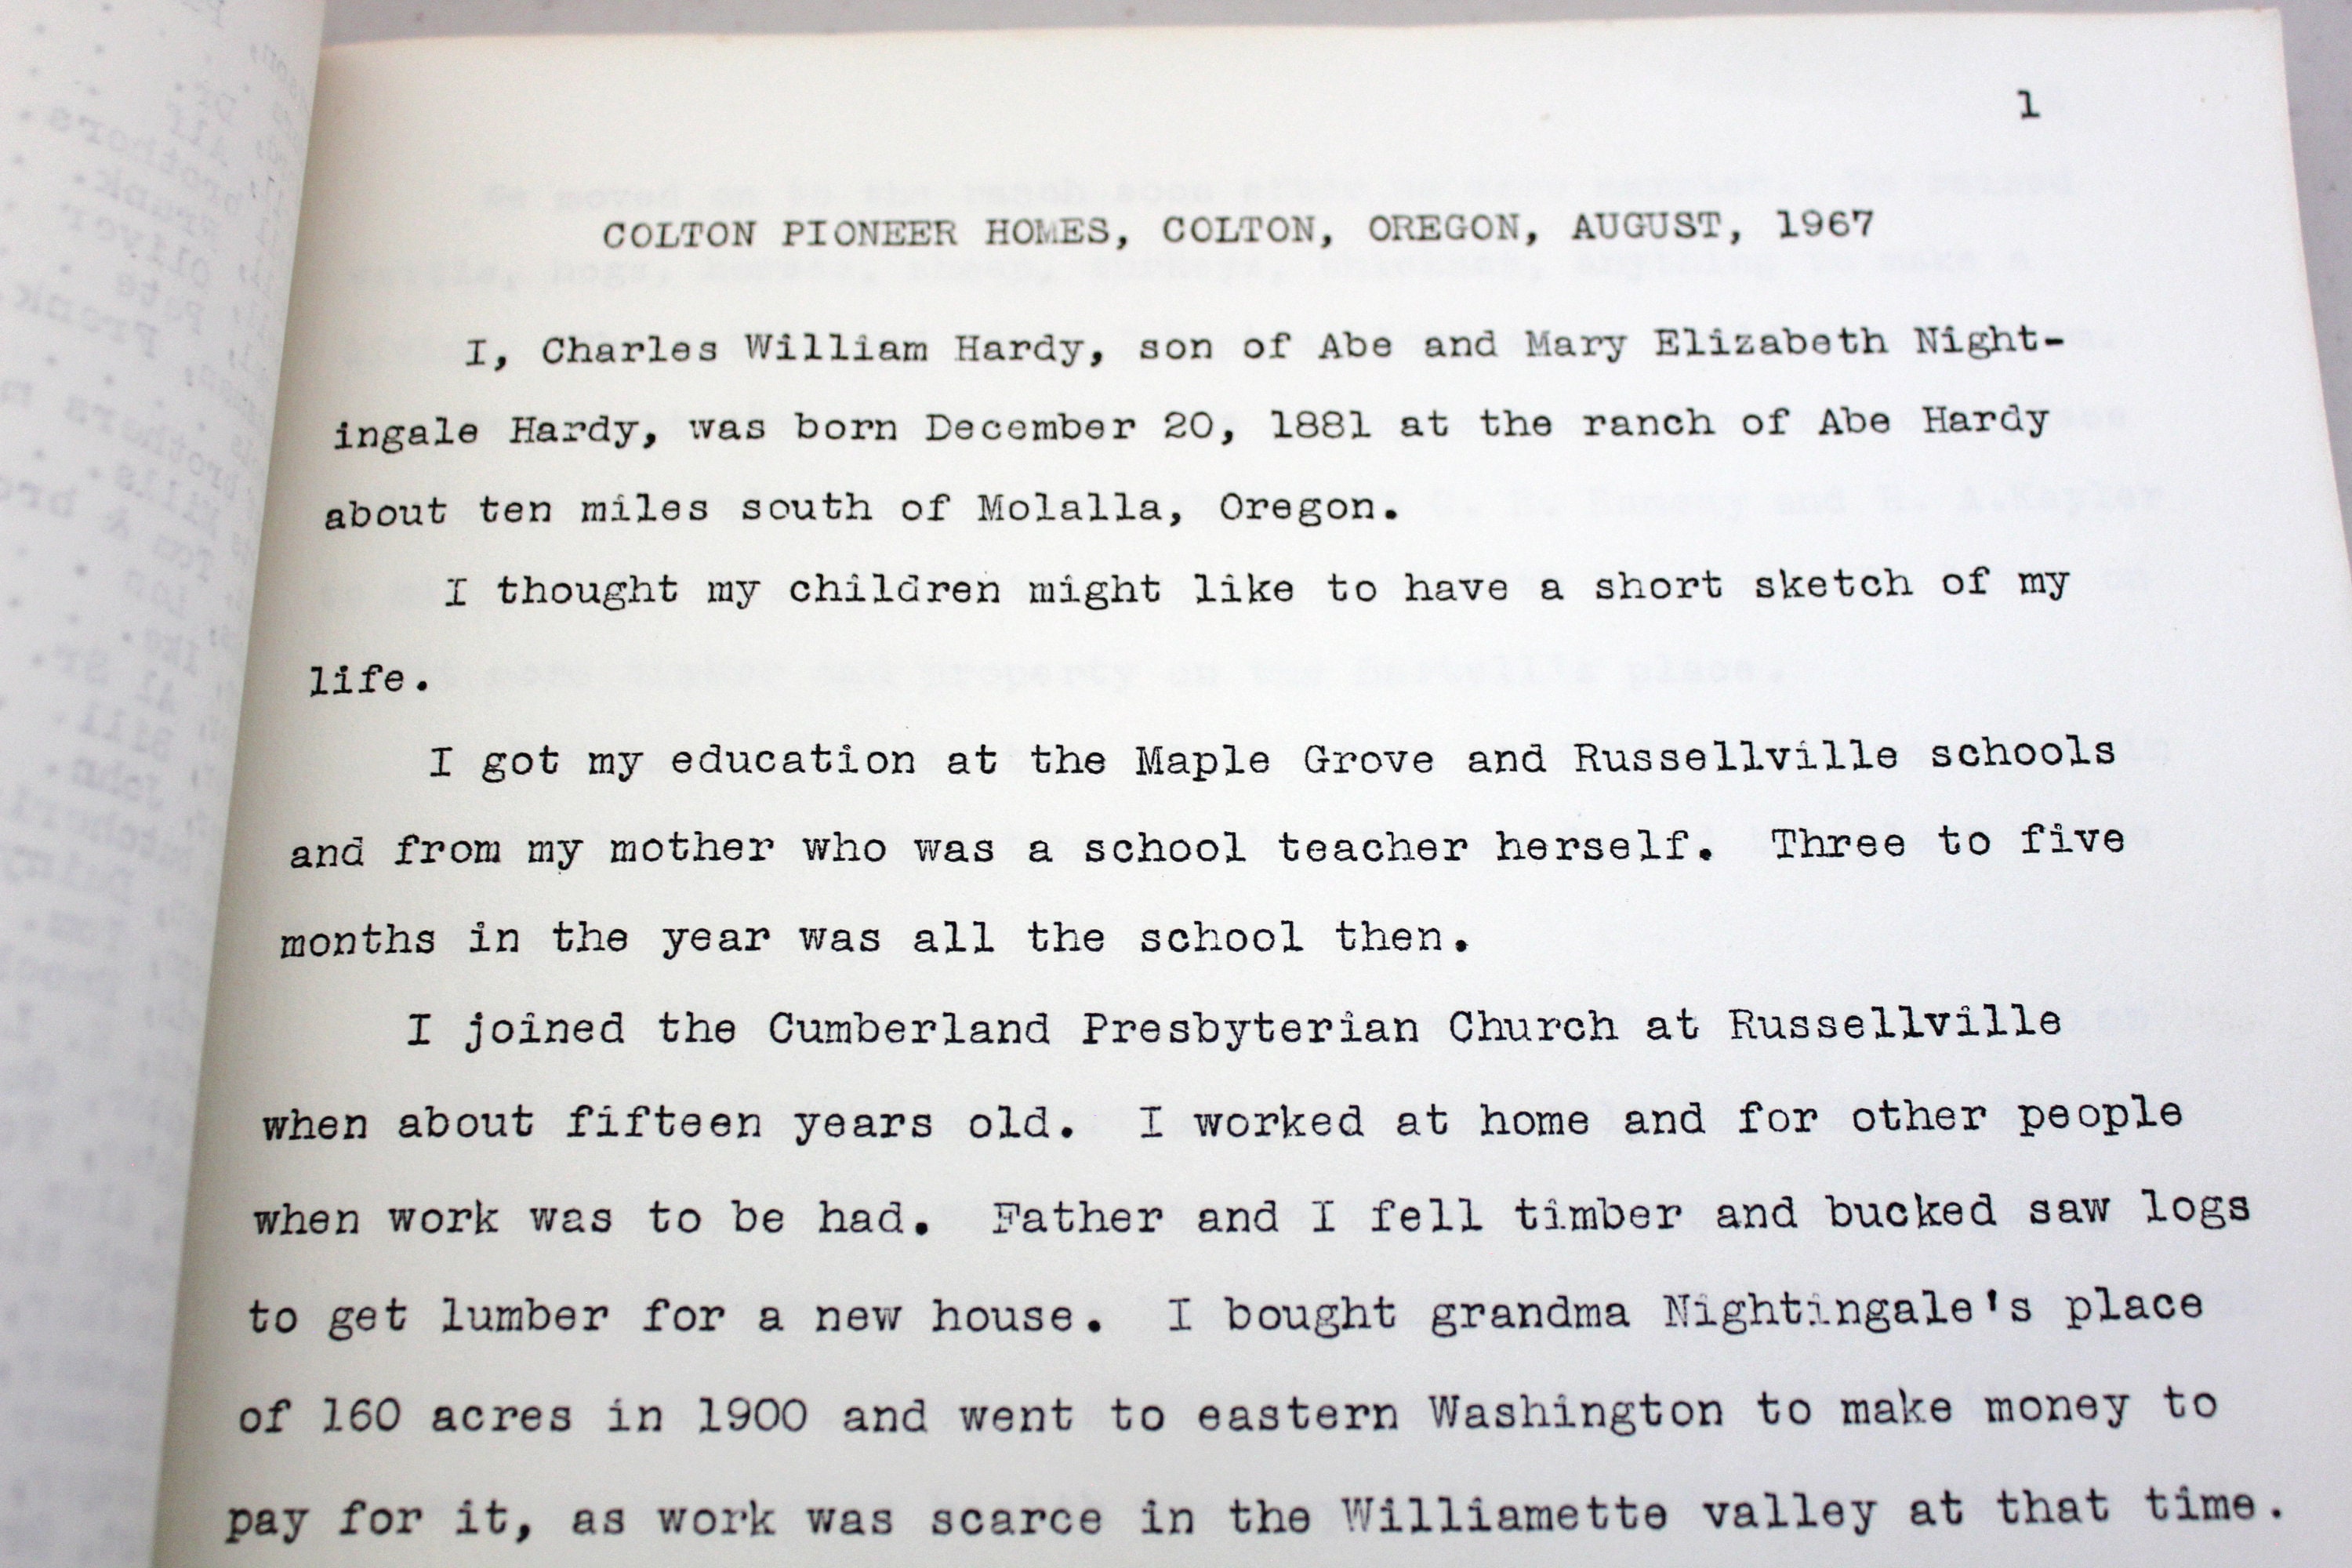 1
COLTON PIONEER HOMES, COLTON, OREGON, AUGUST, 1967
I, Charles William Hardy, son of Abe and Mary Elizabeth Night-
ingale Hardy, was born December 20, 1881 at the ranch of Abe Hardy
about ten miles south of Molalla, Oregon.
I thought my children might like to have a short sketch of my
life.
I got my education at the Maple Grove and Russellville schools
and from my mother who was a school teacher herself. Three to five
months in the year was all the school then.
I joined the Cumberland Presbyterian Church at Russellville
when about fifteen years old. I worked at home and for other people
when work was to be had. Father and I fell timber and bucked saw logs
to get lumber for a new house. I bought grandma Nightingale's place
of 160 acres in 1900 and went to eastern Washington to make money to
pay for it, as work was scarce in the Williamette valley at that time.